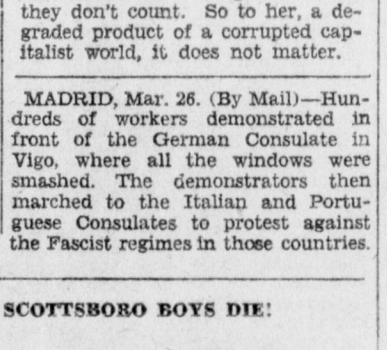 they don't count. So to her, a de-
graded product of a corrupted cap-
italist world, it does not matter.
MADRID, Mar. 26. (By Mail)—Hun-
dreds of workers demonstrated in
front of the German Consulate in
Vigo, where all the windows were
smashed. The demonstrators then
marched to the Italian and Portu-
guese Consulates to protest against
the Fascist regimes in those countries.
SCOTTSBORO BOYS DIE!